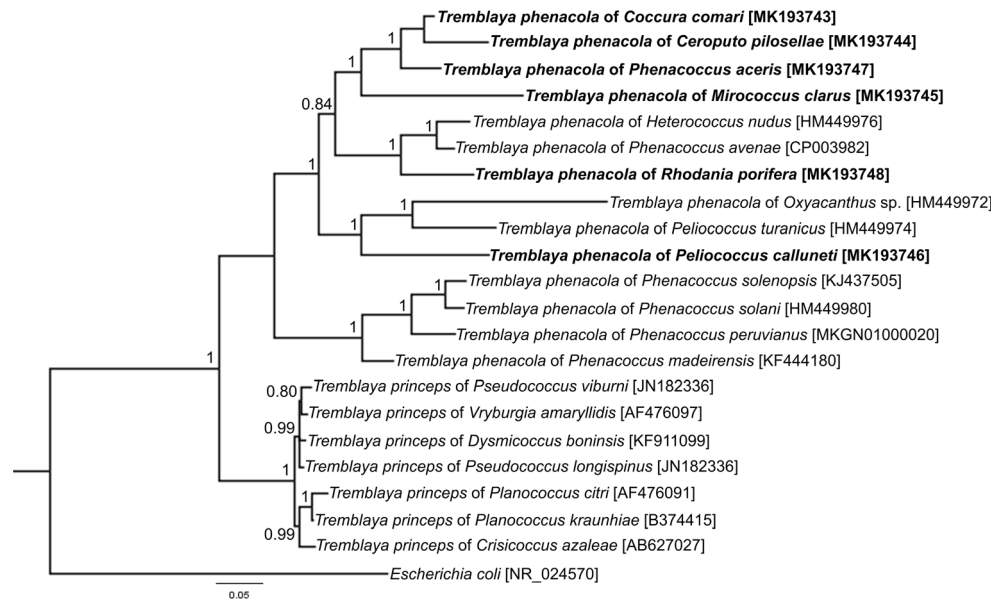 Tremblaya phenacola of Coccura comari [MK193743]
1
Tremblaya phenacola of Ceroputo pilosellae [MK193744]
1
Tremblaya phenacola of Phenacoccus aceris [MK193747]
Tremblaya phenacola of Mirococcus clarus [MK193745]
0.84
Tremblaya phenacola of Heterococcus nudus [HM449976]
1
Tremblaya phenacola of Phenacoccus avenae [CP003982]
1
1
Tremblaya phenacola of Rhodania porifera [MK193748]
Tremblaya phenacola of Oxyacanthus sp. [HM449972]
1
1
Tremblaya phenacola of Peliococcus turanicus [HM449974]
Tremblaya phenacola of Peliococcus calluneti [MK193746]
Tremblaya phenacola of Phenacoccus solenopsis [KJ437505]
1
Tremblaya phenacola of Phenacoccus solani [HM449980]
1
1
Tremblaya phenacola of Phenacoccus peruvianus [MKGN01000020]
1
Tremblaya phenacola of Phenacoccus madeirensis [KF444180]
Tremblaya princeps of Pseudococcus viburni [JN182336]
0.80
Tremblaya princeps of Vryburgia amaryllidis [AF476097]
0.99
Tremblaya princeps of Dysmicoccus boninsis [KF911099]
1
Tremblaya princeps of Pseudococcus longispinus [JN182336]
1
Tremblaya princeps of Planococcus citri [AF476091]
Tremblaya princeps of Planococcus kraunhiae [B374415]
0.99
Tremblaya princeps of Crisicoccus azaleae [AB627027]
Escherichia coli [NR_024570]
0.05